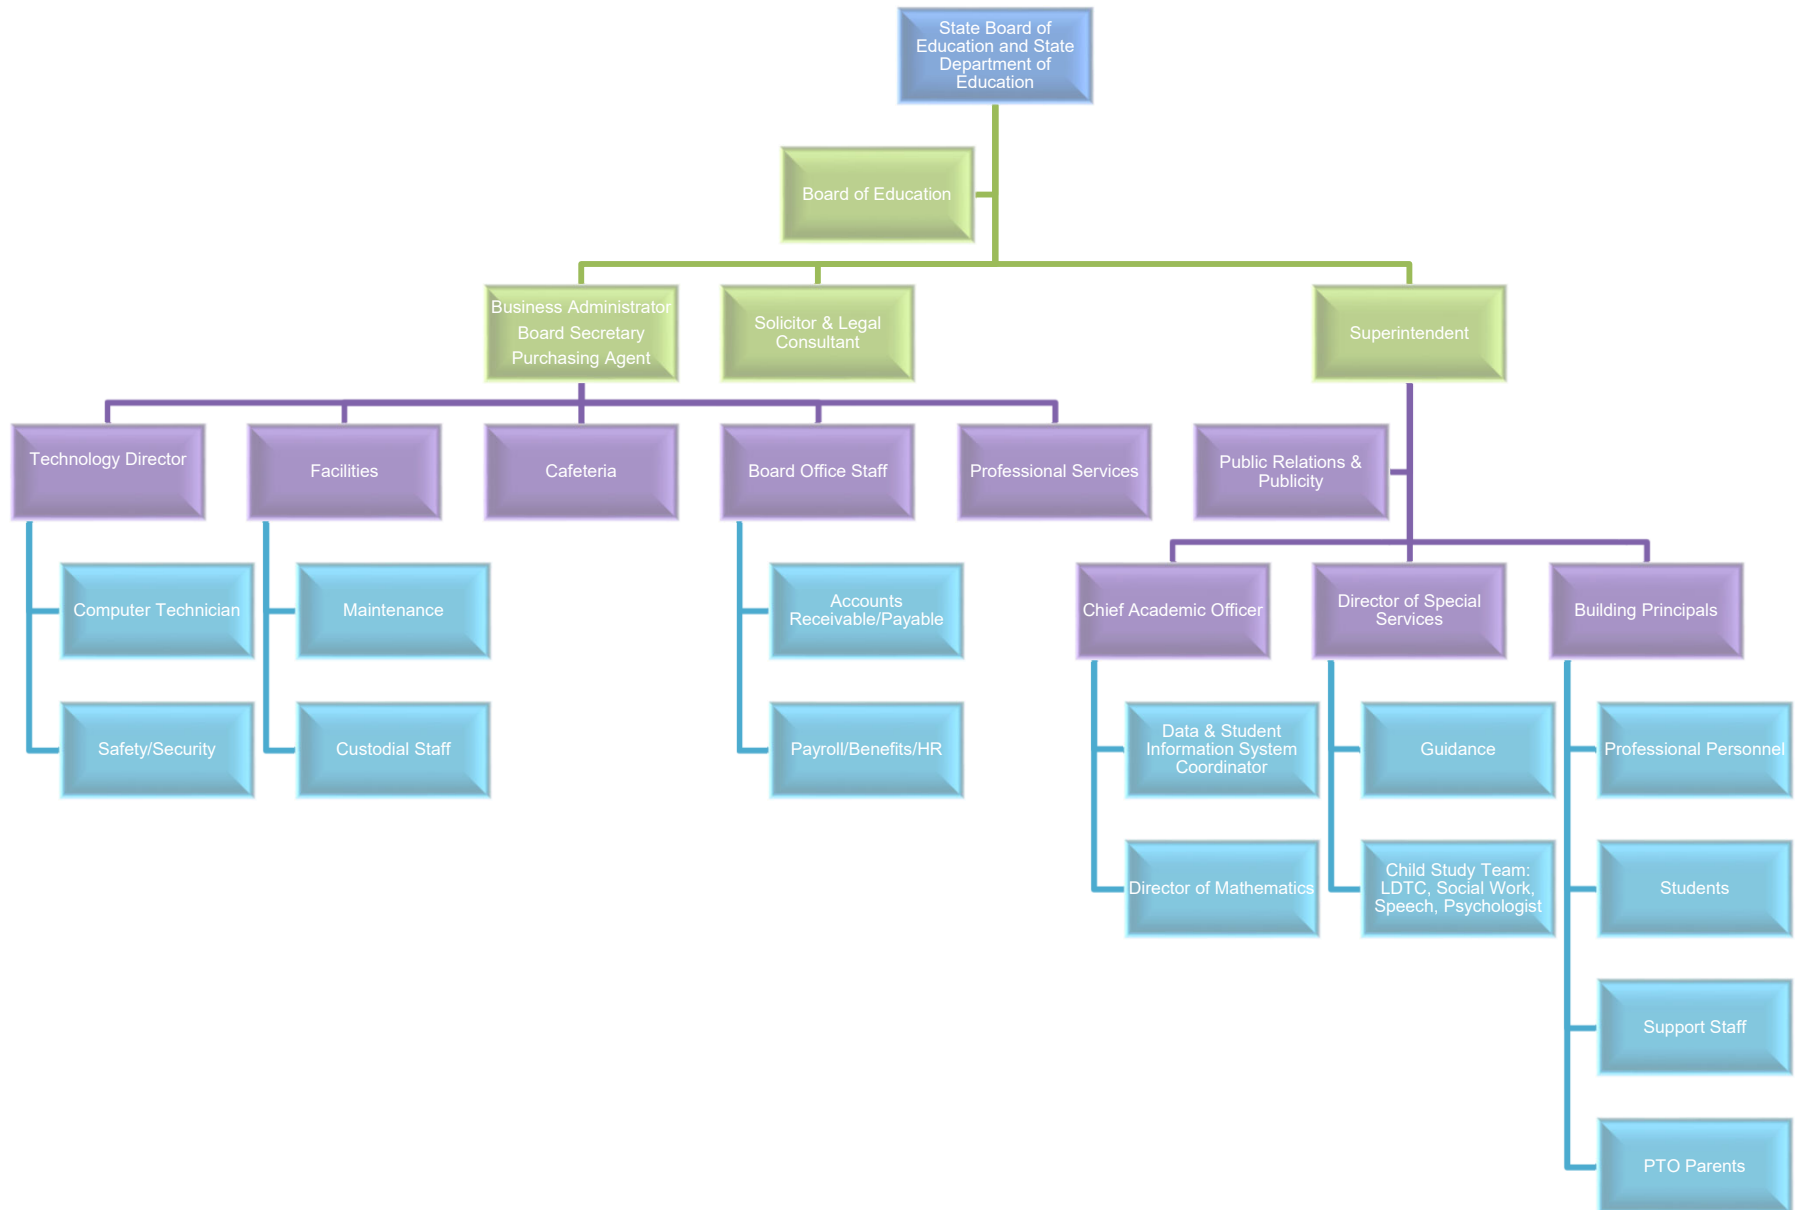 State Board of
Education and State
Department of
Education
Board of Education
Business Administrator
Board Secretary
Purchasing Agent
Solicitor & Legal
Consultant
Superintendent
Technology Director
Facilities
Cafeteria
Board Office Staff
Professional Services
Public Relations &
Publicity
Computer Technician
Maintenance
Accounts
Receivable/Payable
Chief Academic Officer
Director of Special
Services
Building Principals
Safety/Security
Custodial Staff
Payroll/Benefits/HR
Data & Student
Information System
Coordinator
Guidance
Professional Personnel
Director of Mathematics
Child Study Team:
LDTC, Social Work,
Speech, Psychologist
Students
Support Staff
PTO Parents